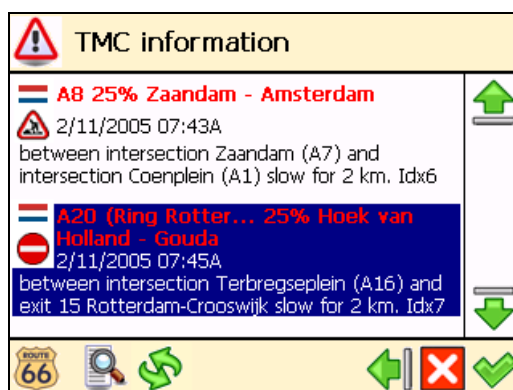 TMC information
A8 25% Zaandam - Amsterdam
2/11/2005 07:43A
between intersection Zaandam (A7) and
intersection Coenplein (A1) slow for 2 km. Idx6
A20 (Ring Rotter... 25% Hoek van
Holland - Gouda
2/11/2005 07:45A
between intersection Terbregseplein (A16) and
exit 15 Rotterdam-Crooswijk slow for 2 km. Idx7
ROUTE
66